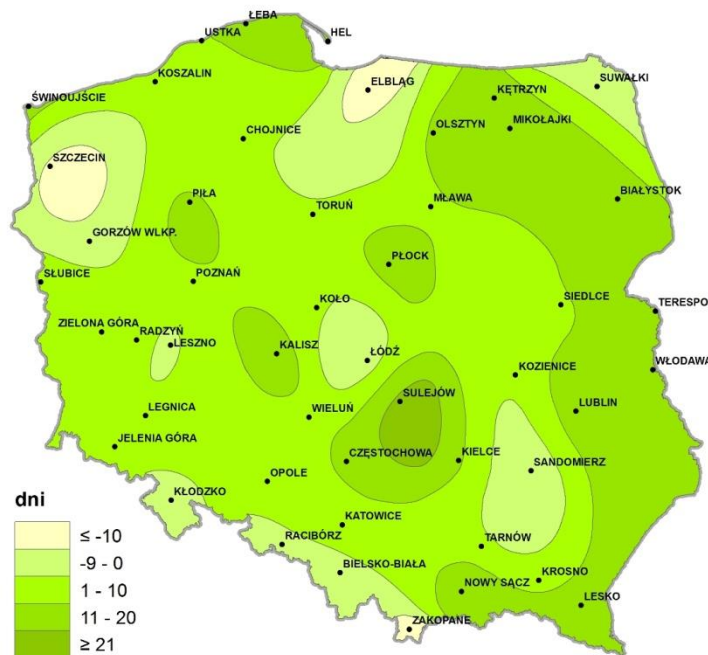 ŁEBA
USTKA
HEL
KOSZALIN
ELBLĄG
SUWAŁKI
KĘTRZYN
ŚWINOUJŚCIE
MIKOŁAJKI
OLSZTYN
CHOJNICE
SZCZECIN
BIAŁYSTOK
PIŁA
MŁAWA
TORUŃ
GORZÓW WLKP.
PŁOCK
SŁUBICE
POZNAŃ
SIEDLCE
KOŁO
TERESPO
ZIELONA GÓRA
RADZYŃ
LESZNO
KALISZ
ŁÓDŹ
WŁODAWA
KOZIENICE
SULEJÓW
LEGNICA
WIELUŃ
LUBLIN
JELENIA GÓRA
CZĘSTOCHOWA
KIELCE
SANDOMIERZ
OPOLE
KŁODZKO
KATOWICE
RACIBÓRZ
TARNÓW
BIELSKO-BIAŁA
KROSNO
NOWY SĄCZ
LESKO
ZAKOPANE
dni
≤ -10
-9 - 0
1 - 10
11 - 20
≥ 21